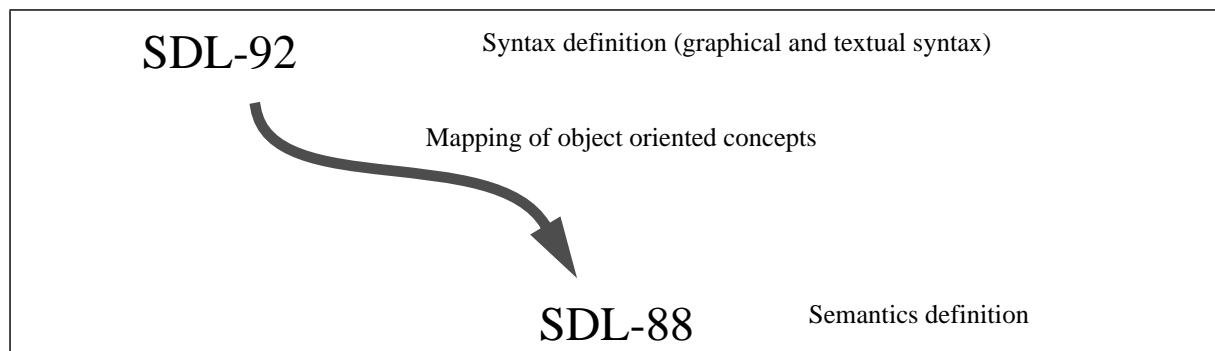 SDL-92
Syntax definition (graphical and textual syntax)
Mapping of object oriented concepts
SDL-88
Semantics definition